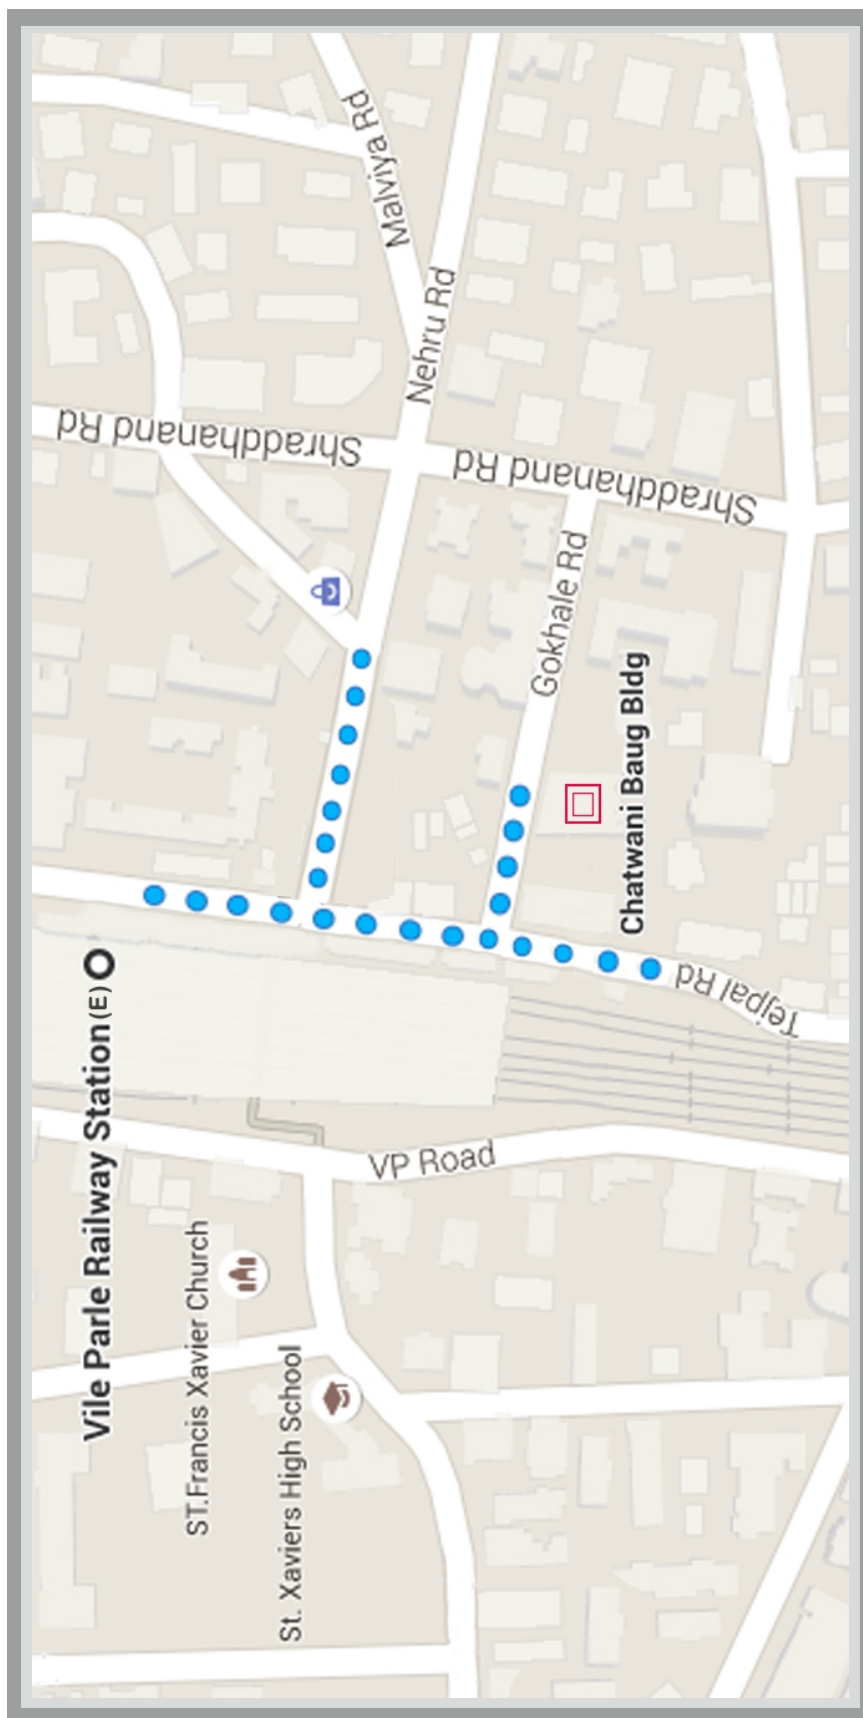 Malviya Rd
Nehru Rd
Shraddhanand Rd
Shraddhanand Rd
Gokhale Rd
Chatwani Baug Bldg
Tejpal Rd
Vile Parle Railway Station (E)
VP Road
ST.Francis Xavier Church
St. Xaviers High School